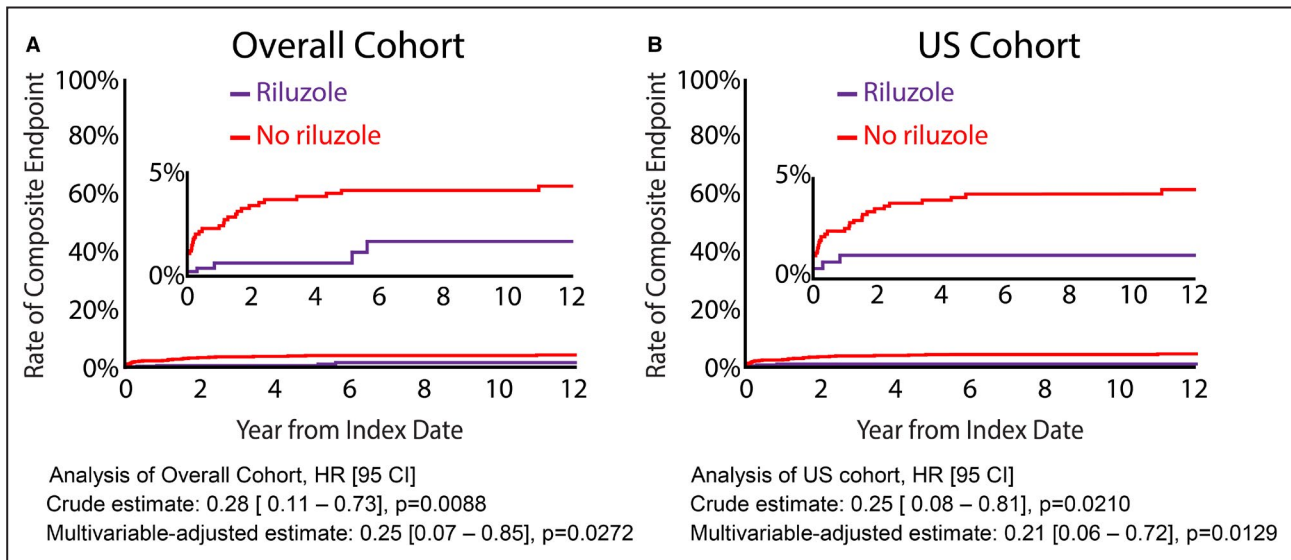 A
Overall Cohort
Rate of Composite Endpoint
100%
80%
60%
40%
20%
0%
Riluzole
No riluzole
5%
0%
0 2 4 6 8 10 12
0 2 4 6 8 10 12
Year from Index Date
Analysis of Overall Cohort, HR [95 CI]
Crude estimate: 0.28 [ 0.11 – 0.73], p=0.0088
Multivariable-adjusted estimate: 0.25 [0.07 – 0.85], p=0.0272
B
US Cohort
Rate of Composite Endpoint
100%
80%
60%
40%
20%
0%
Riluzole
No riluzole
5%
0%
0 2 4 6 8 10 12
0 2 4 6 8 10 12
Year from Index Date
Analysis of US cohort, HR [95 CI]
Crude estimate: 0.25 [ 0.08 – 0.81], p=0.0210
Multivariable-adjusted estimate: 0.21 [0.06 – 0.72], p=0.0129